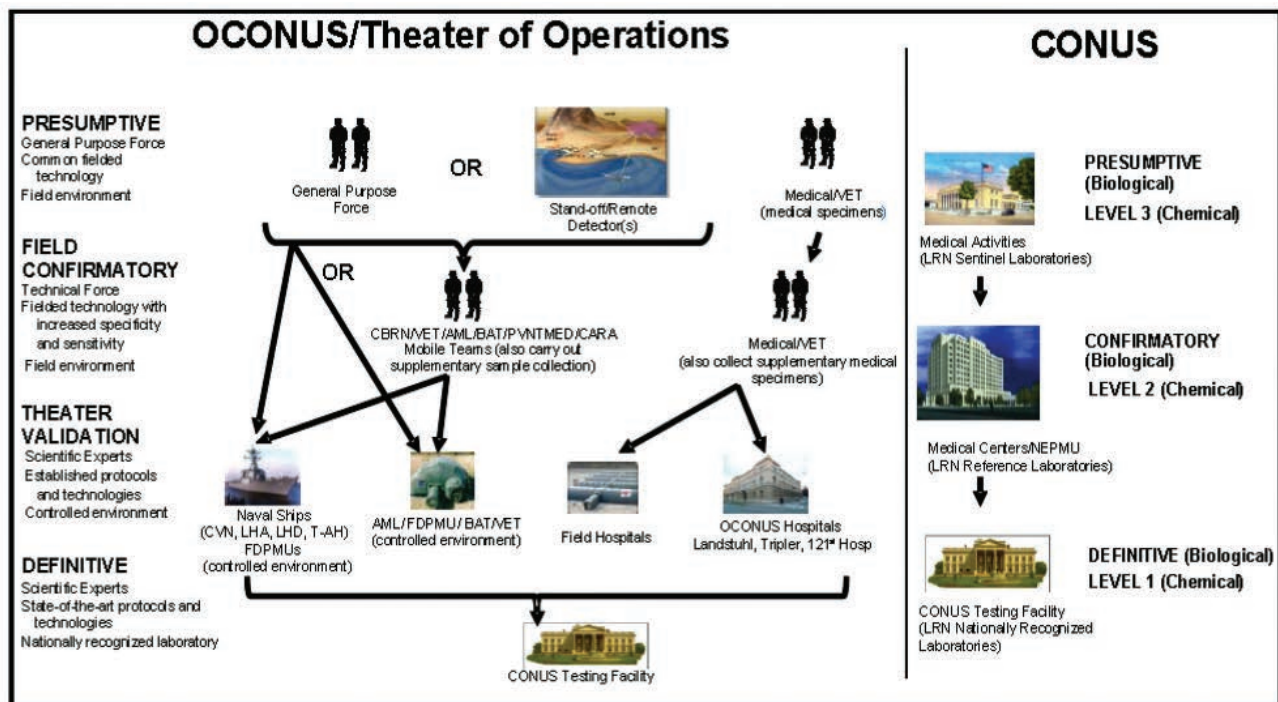 OCONUS/Theater of Operations
CONUS
PRESUMPTIVE
General Purpose Force
Common fielded
technology
Field environment
General Purpose
Force
OR
Stand-off/Remote
Detector(s)
Medical/VET
(medical specimens)
FIELD
CONFIRMATORY
Technical Force
Fielded technology with
increased specificity
and sensitivity
Field environment
OR
CBRN/VET/AML/BAT/PVNTMED/CARA
Mobile Teams (also carry out
supplementary sample collection)
Medical/VET
(also collect supplementary medical
specimens)
THEATER
VALIDATION
Scientific Experts
Established protocols
and technologies
Controlled environment
Naval Ships
(CVN, LHA, LHD, T-AH)
FDPMUs
(controlled environment)
AML/FDPMU/BAT/VET
(controlled environment)
Field Hospitals
OCONUS Hospitals
Landstuhl, Tripler, 121st Hosp
DEFINITIVE
Scientific Experts
State-of-the-art protocols and
technologies
Nationally recognized laboratory
CONUS Testing Facility
PRESUMPTIVE
(Biological)
LEVEL 3 (Chemical)
Medical Activities
(LRN Sentinel Laboratories)
CONFIRMATORY
(Biological)
LEVEL 2 (Chemical)
Medical Centers/NEPMU
(LRN Reference Laboratories)
DEFINITIVE (Biological)
LEVEL 1 (Chemical)
CONUS Testing Facility
(LRN Nationally Recognized
Laboratories)